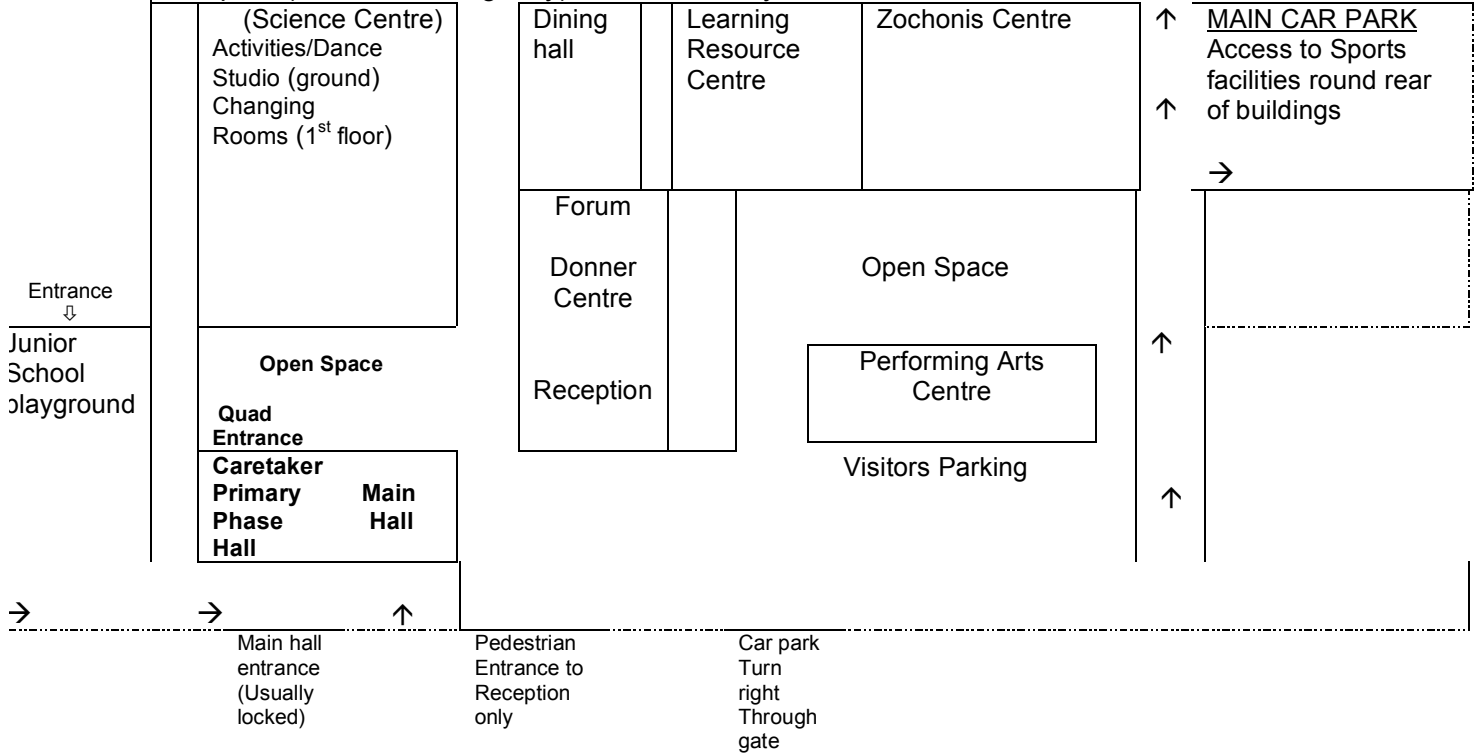 (Science Centre)
Activities/Dance
Studio (ground)
Changing
Rooms (1st floor)
Dining
hall
Learning
Resource
Centre
Zochonis Centre
↑
↑
MAIN CAR PARK
Access to Sports
facilities round rear
of buildings
→
Forum
Donner
Centre
Reception
Open Space
Entrance
⇩
Junior
School
playground
Open Space
Quad
Entrance
Performing Arts
Centre
↑
Visitors Parking
↑
Caretaker
Primary
Phase
Hall
Main
Hall
→ → ↑
Main hall
entrance
(Usually
locked)
Pedestrian
Entrance to
Reception
only
Car park
Turn
right
Through
gate